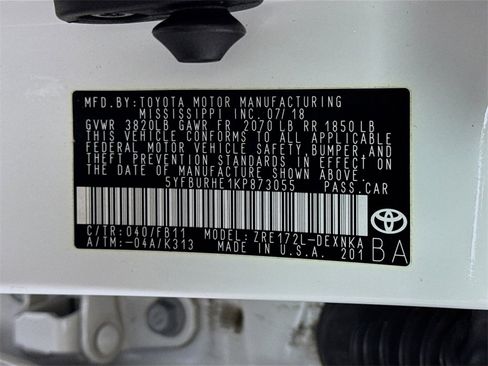 MFD.BY: TOYOTA MOTOR MANUFACTURING
MISSISSIPPI INC. 07/18
GVWR 3820LB GAWR FR 2070 LB RR 1850 LB
THIS VEHICLE CONFORMS TO ALL APPLICABLE
FEDERAL MOTOR VEHICLE SAFETY, BUMPER, AND
THEFT PREVENTION STANDARDS IN EFFECT ON
THE DATE OF MANUFACTURE SHOWN ABOVE.
5YFBURHE1KP873055 PASS.CAR
C/TR: 040/FB11 MODEL: ZRE172L-DEXNKA
A/TM: -04A/K313 MADE IN U.S.A. 201 BA